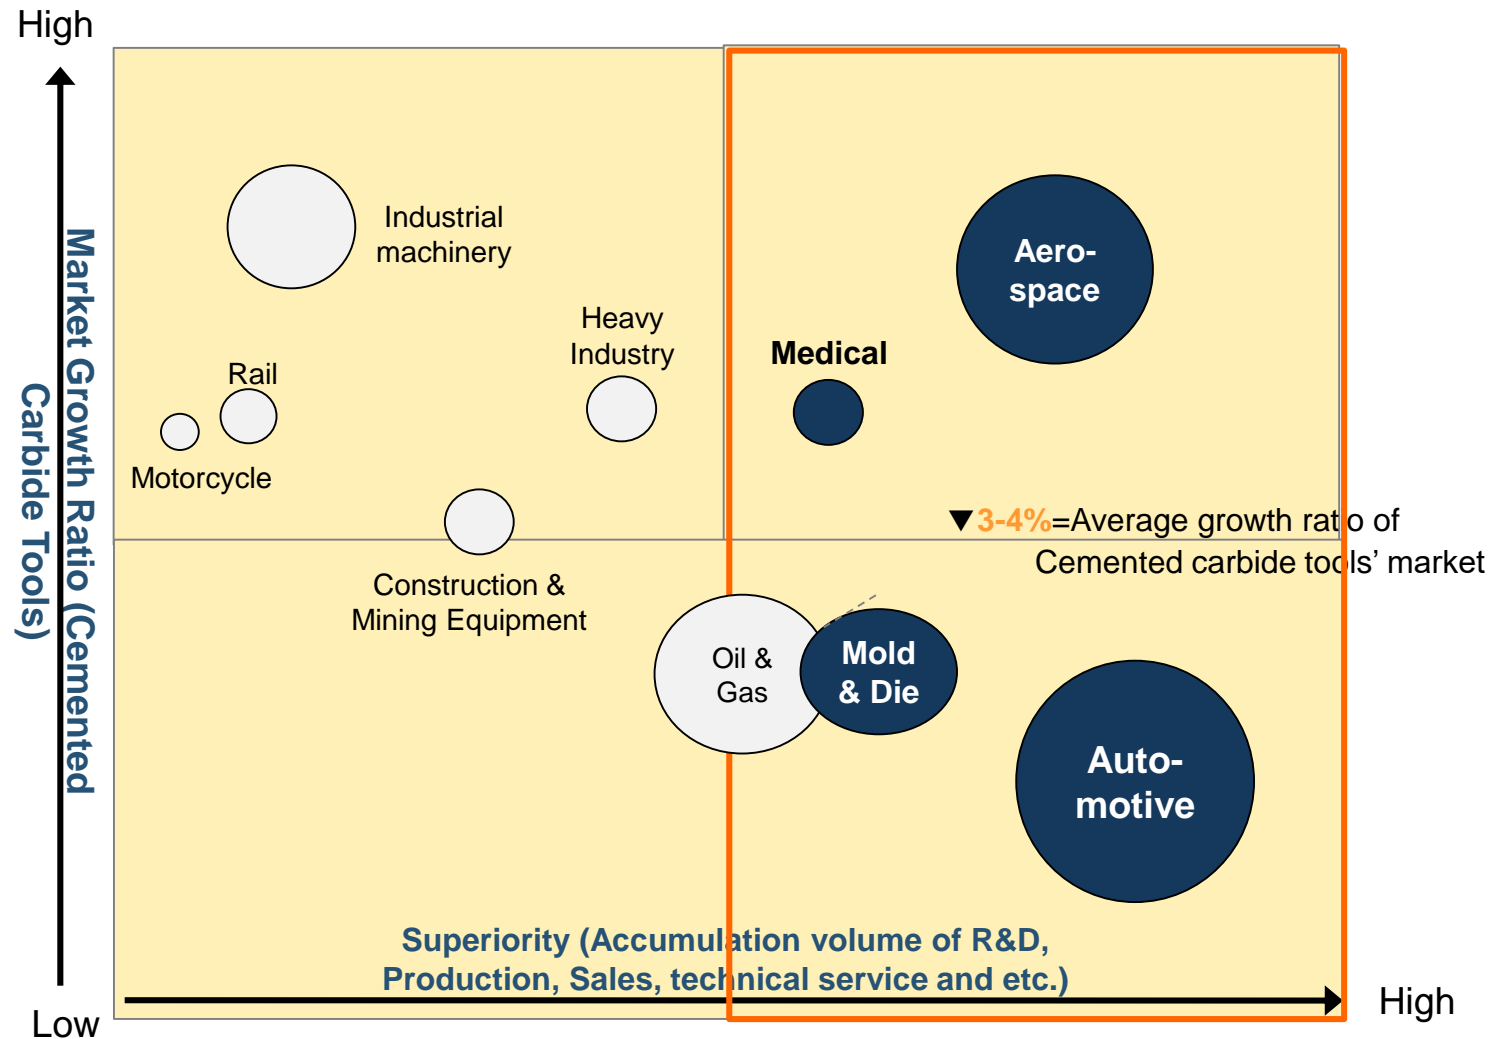 High
Market Growth Ratio (Cemented
Carbide Tools)
Industrial
machinery
Aero-
space
Heavy
Industry
Medical
Rail
Motorcycle
▼3-4%=Average growth ratio of
Cemented carbide tools’ market
Construction &
Mining Equipment
Oil &
Gas
Mold
& Die
Auto-
motive
Superiority (Accumulation volume of R&D,
Production, Sales, technical service and etc.)
High
Low